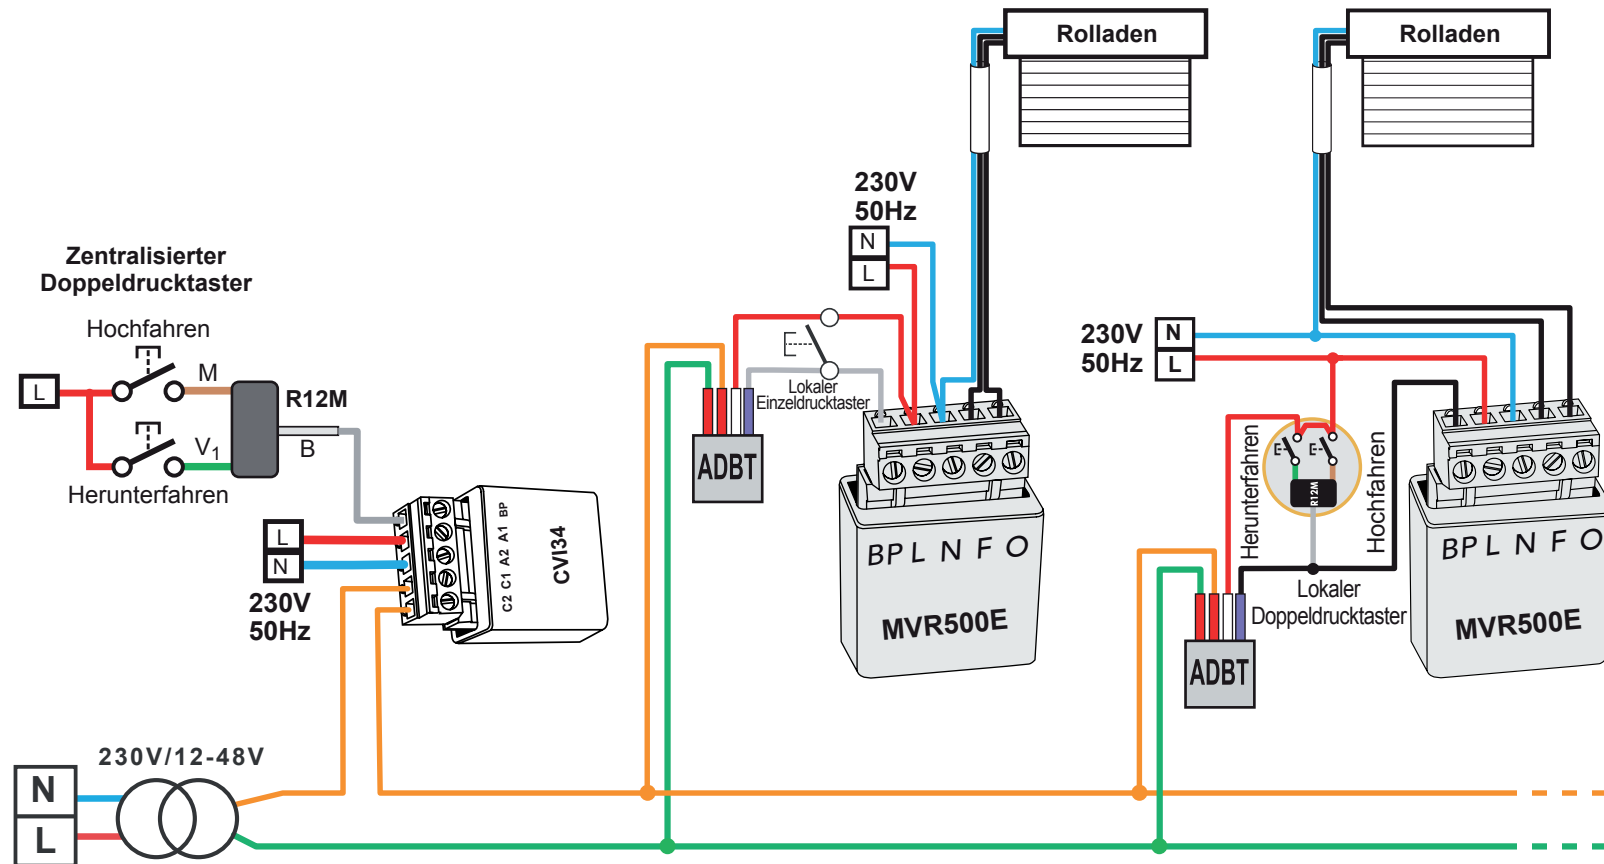 Rolladen
Rolladen
230V
50Hz
N
L
Zentralisierter
Doppeldrucktaster
Hochfahren
L
M
R12M
V1
B
Herunterfahren
L
N
230V
50Hz
C2 C1 A2 A1 BP
CVI34
Lokaler
Einzeldrucktaster
ADBT
BP L N F O
MVR500E
230V
50Hz
N
L
Herunterfahren
R12M
Hochfahren
Lokaler
Doppeldrucktaster
ADBT
BP L N F O
MVR500E
230V/12-48V
N
L